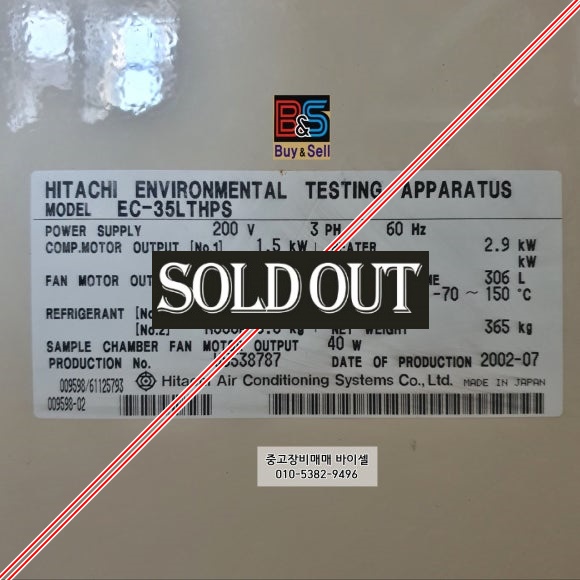 B&S
Buy & Sell
HITACHI ENVIRONMENTAL TESTING APPARATUS
MODEL EC-35LTHPS
POWER SUPPLY 200 V 3 PH 60 Hz
COMP.MOTOR OUTPUT [No.1] 1.5 kW 2.9 kW
kW
FAN MOTOR 306 L
-70 ~ 150 °C
SOLD OUT
REFRIGERANT
[No.2] kg NET WEIGHT 365 kg
SAMPLE CHAMBER FAN MOTOR OUTPUT 40 W
PRODUCTION No. DATE OF PRODUCTION 2002-07
009598/61125793 Hitachi Air Conditioning Systems Co., Ltd. MADE IN JAPAN
009598-02
중고장비매매 바이셀
010-5382-9496